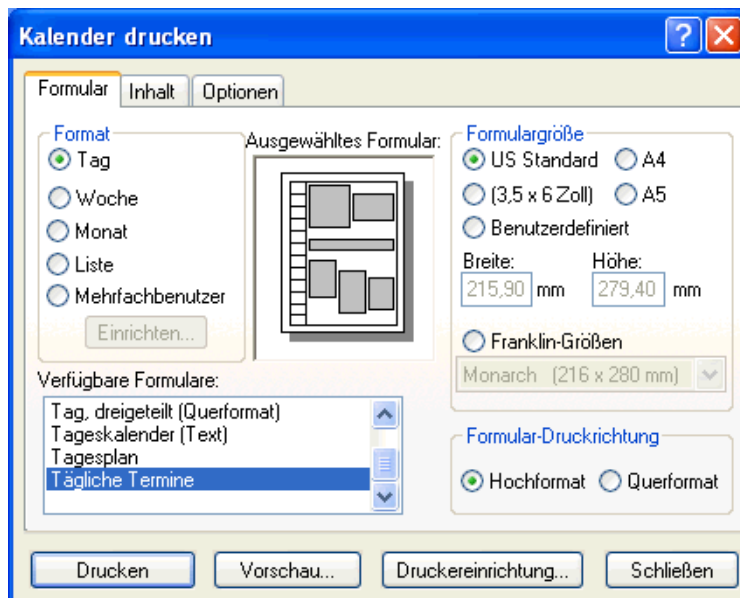 Kalender drucken
Formular Inhalt Optionen
Format
Tag
Woche
Monat
Liste
Mehrfachbenutzer
Einrichten...
Ausgewähltes Formular:
Formulargröße
US Standard A4
(3,5 x 6 Zoll) A5
Benutzerdefiniert
Breite: Höhe:
215,90 mm 279,40 mm
Franklin-Größen
Monarch (216 x 280 mm)
Verfügbare Formulare:
Tag, dreigeteilt (Querformat)
Tageskalender (Text)
Tagesplan
Tägliche Termine
Formular-Druckrichtung
Hochformat Querformat
Drucken Vorschau... Druckereinrichtung... Schließen